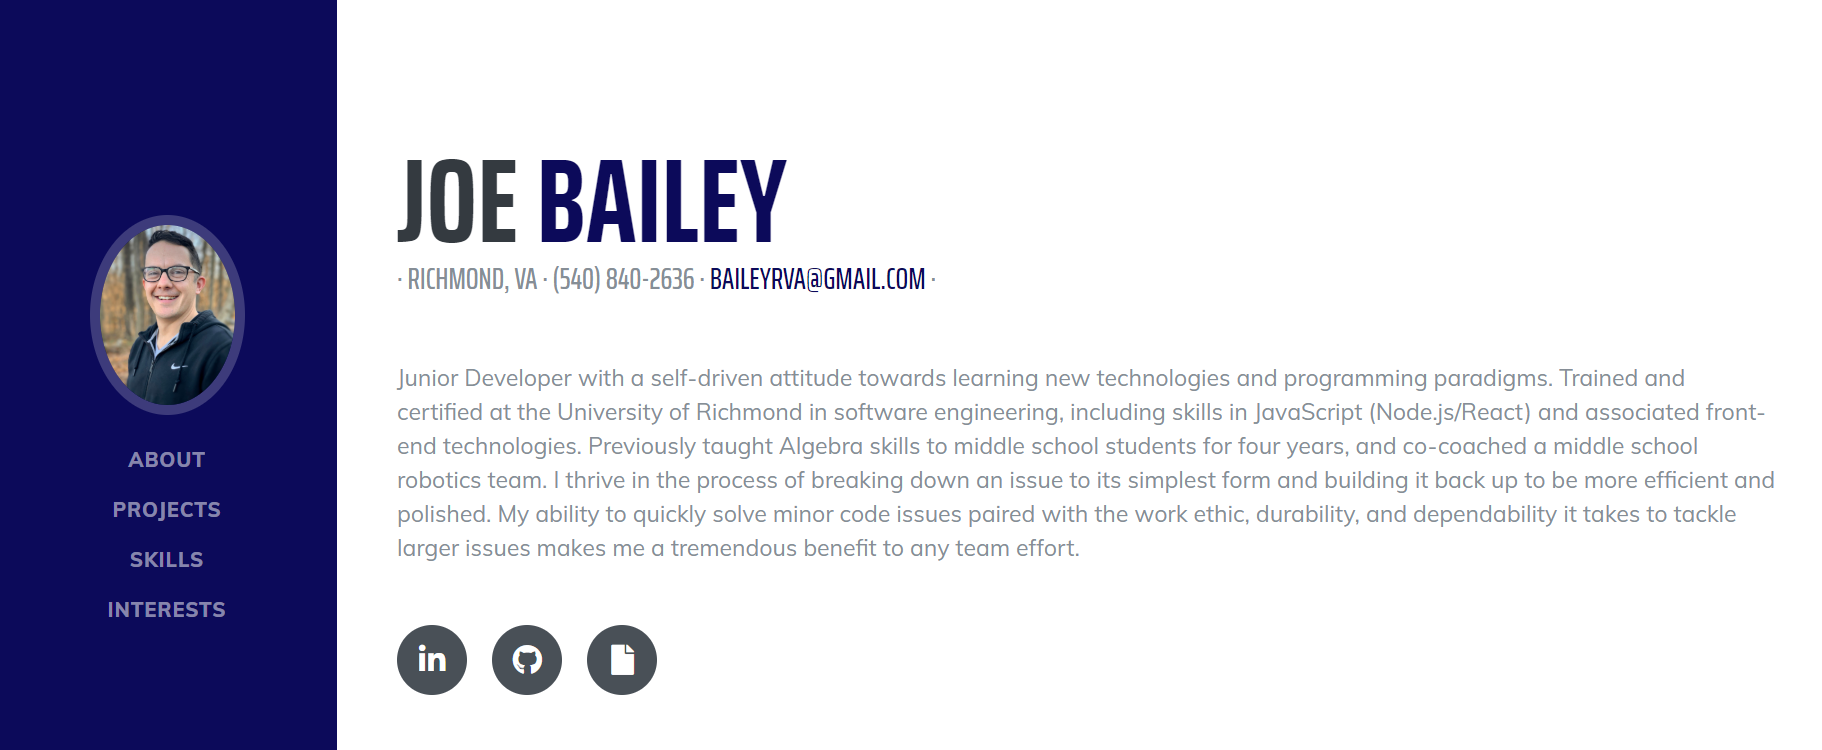 JOE BAILEY
· RICHMOND, VA · (540) 840-2636 · BAILEYRVA@GMAIL.COM ·
Junior Developer with a self-driven attitude towards learning new technologies and programming paradigms. Trained and
certified at the University of Richmond in software engineering, including skills in JavaScript (Node.js/React) and associated front-
end technologies. Previously taught Algebra skills to middle school students for four years, and co-coached a middle school
robotics team. I thrive in the process of breaking down an issue to its simplest form and building it back up to be more efficient and
polished. My ability to quickly solve minor code issues paired with the work ethic, durability, and dependability it takes to tackle
larger issues makes me a tremendous benefit to any team effort.
ABOUT
PROJECTS
SKILLS
INTERESTS
in